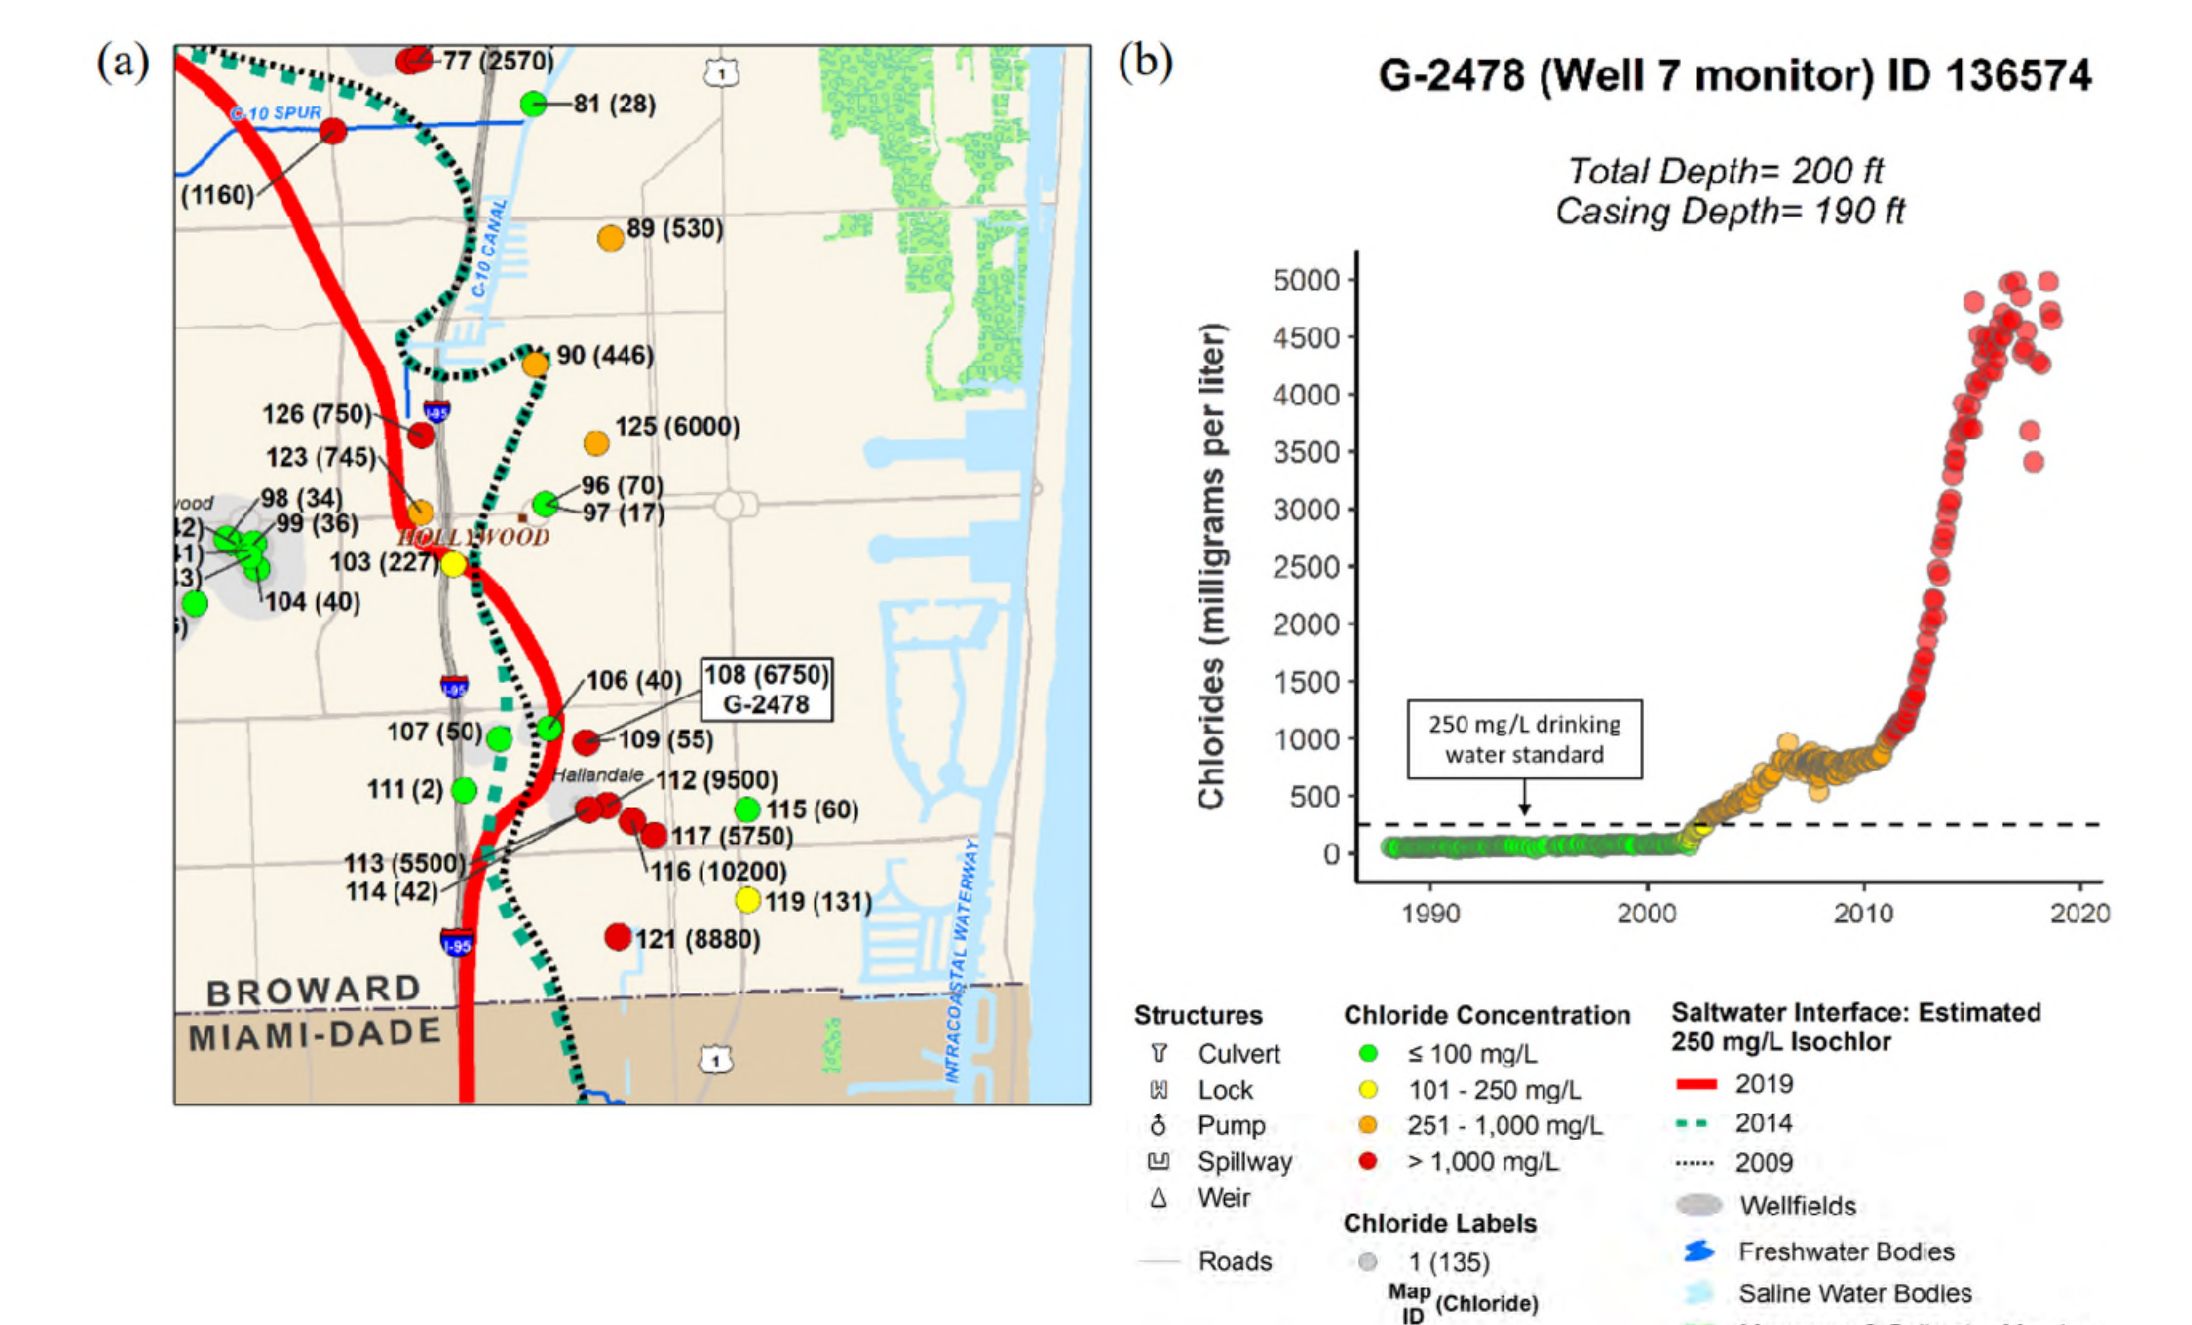 (a)
77 (2570)
1
81 (28)
C-10 SPUR
(1160)
C-10 CANAL
89 (530)
90 (446)
126 (750)
I-95
125 (6000)
123 (745)
96 (70)
98 (34)
97 (17)
99 (36)
HOLLYWOOD
103 (227)
104 (40)
106 (40)
108 (6750)
G-2478
I-95
107 (50)
109 (55)
Hallandale
112 (9500)
111 (2)
115 (60)
117 (5750)
113 (5500)
116 (10200)
114 (42)
119 (131)
121 (8880)
I-95
INTRACOASTAL WATERWAY
BROWARD
MIAMI-DADE
1
(b)
G-2478 (Well 7 monitor) ID 136574
Total Depth= 200 ft
Casing Depth= 190 ft
Chlorides (milligrams per liter)
5000
4500
4000
3500
3000
2500
2000
1500
1000
500
0
250 mg/L drinking
water standard
1990
2000
2010
2020
Structures
Culvert
Lock
Pump
Spillway
Weir
Roads
Chloride Concentration
≤ 100 mg/L
101 - 250 mg/L
251 - 1,000 mg/L
> 1,000 mg/L
Chloride Labels
1 (135)
Map
ID (Chloride)
Saltwater Interface: Estimated
250 mg/L Isochlor
2019
2014
2009
Wellfields
Freshwater Bodies
Saline Water Bodies